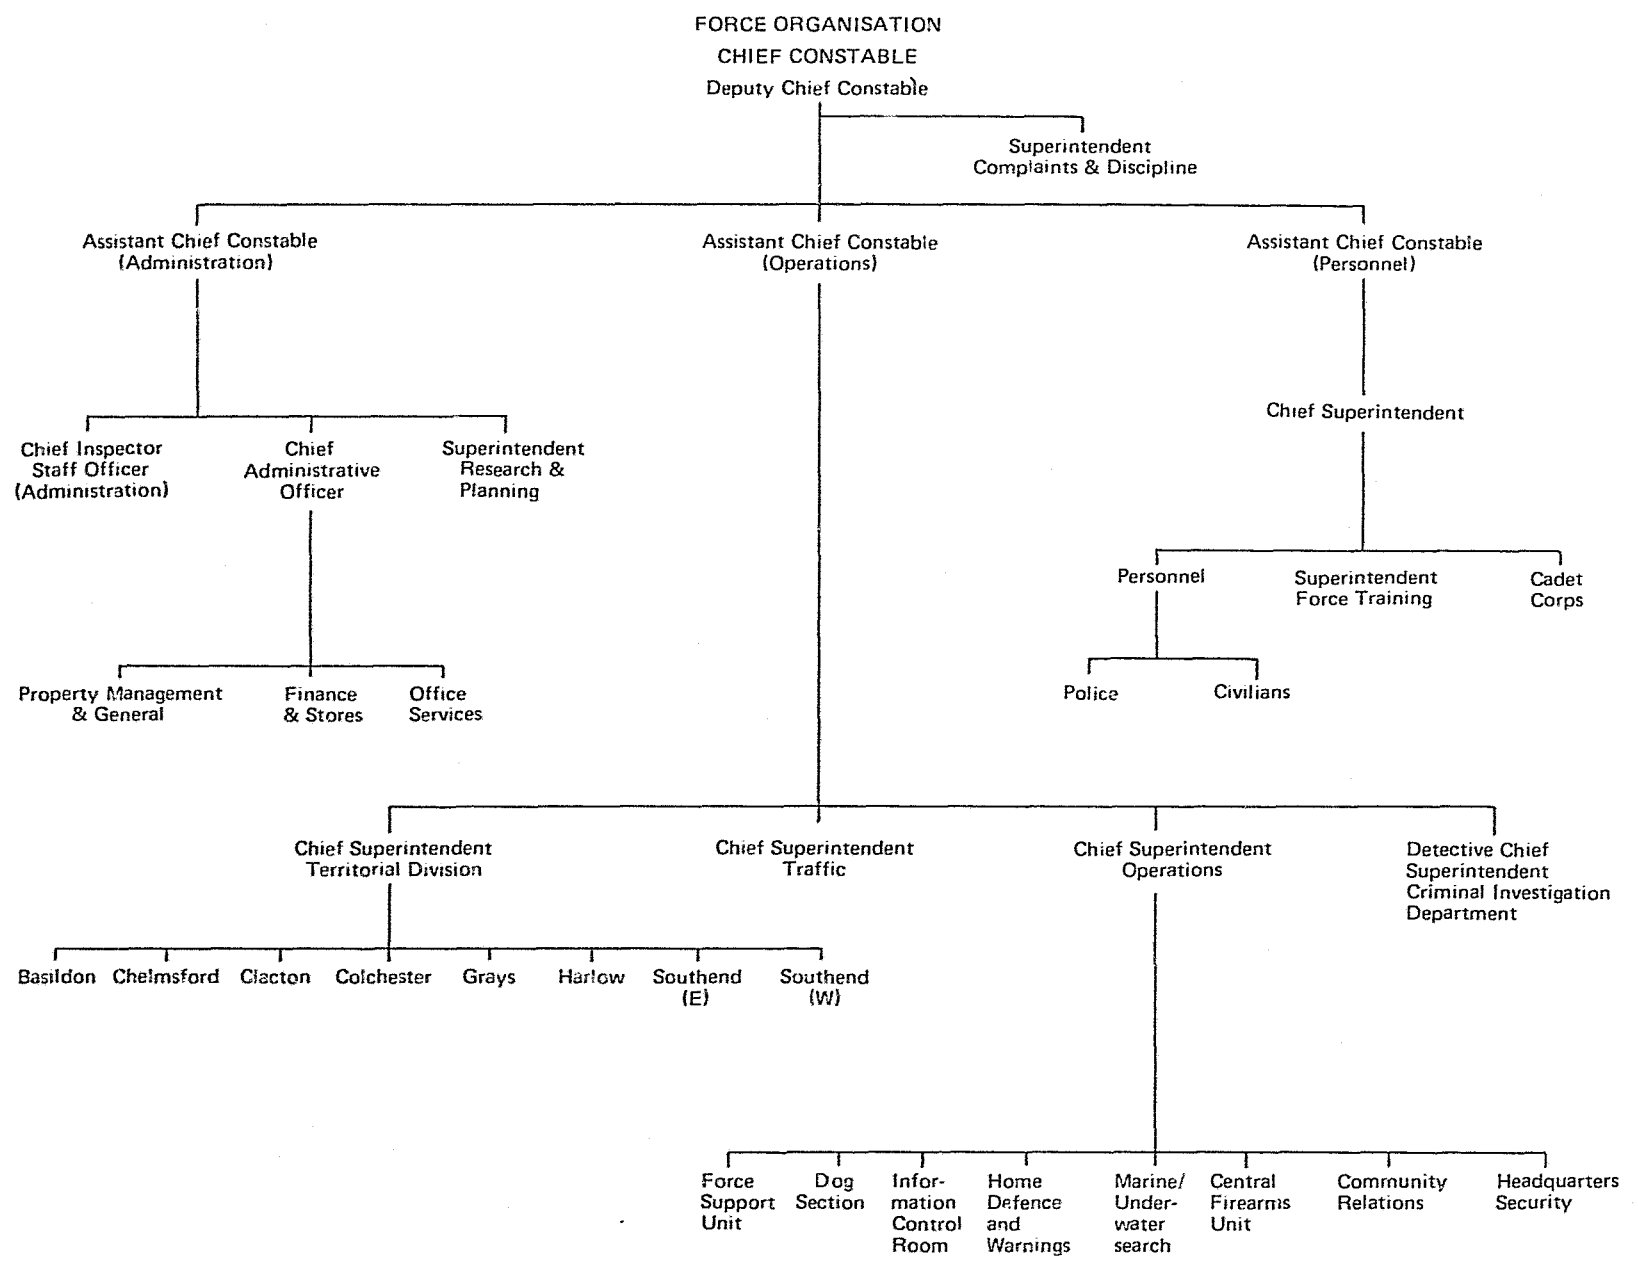 FORCE ORGANISATION
CHIEF CONSTABLE
Deputy Chief Constable
Superintendent
Complaints & Discipline
Assistant Chief Constable
(Administration)
Assistant Chief Constable
(Operations)
Assistant Chief Constable
(Personnel)
Chief Superintendent
Chief Inspector
Staff Officer
(Administration)
Chief
Administrative
Officer
Superintendent
Research &
Planning
Personnel
Superintendent
Force Training
Cadet
Corps
Police
Civilians
Property Management
& General
Finance
& Stores
Office
Services
Chief Superintendent
Territorial Division
Chief Superintendent
Traffic
Chief Superintendent
Operations
Detective Chief
Superintendent
Criminal Investigation
Department
Basildon
Chelmsford
Clacton
Colchester
Grays
Harlow
Southend
(E)
Southend
(W)
Force
Support
Unit
Dog
Section
Infor-
mation
Control
Room
Home
Defence
and
Warnings
Marine/
Under-
water
search
Central
Firearms
Unit
Community
Relations
Headquarters
Security